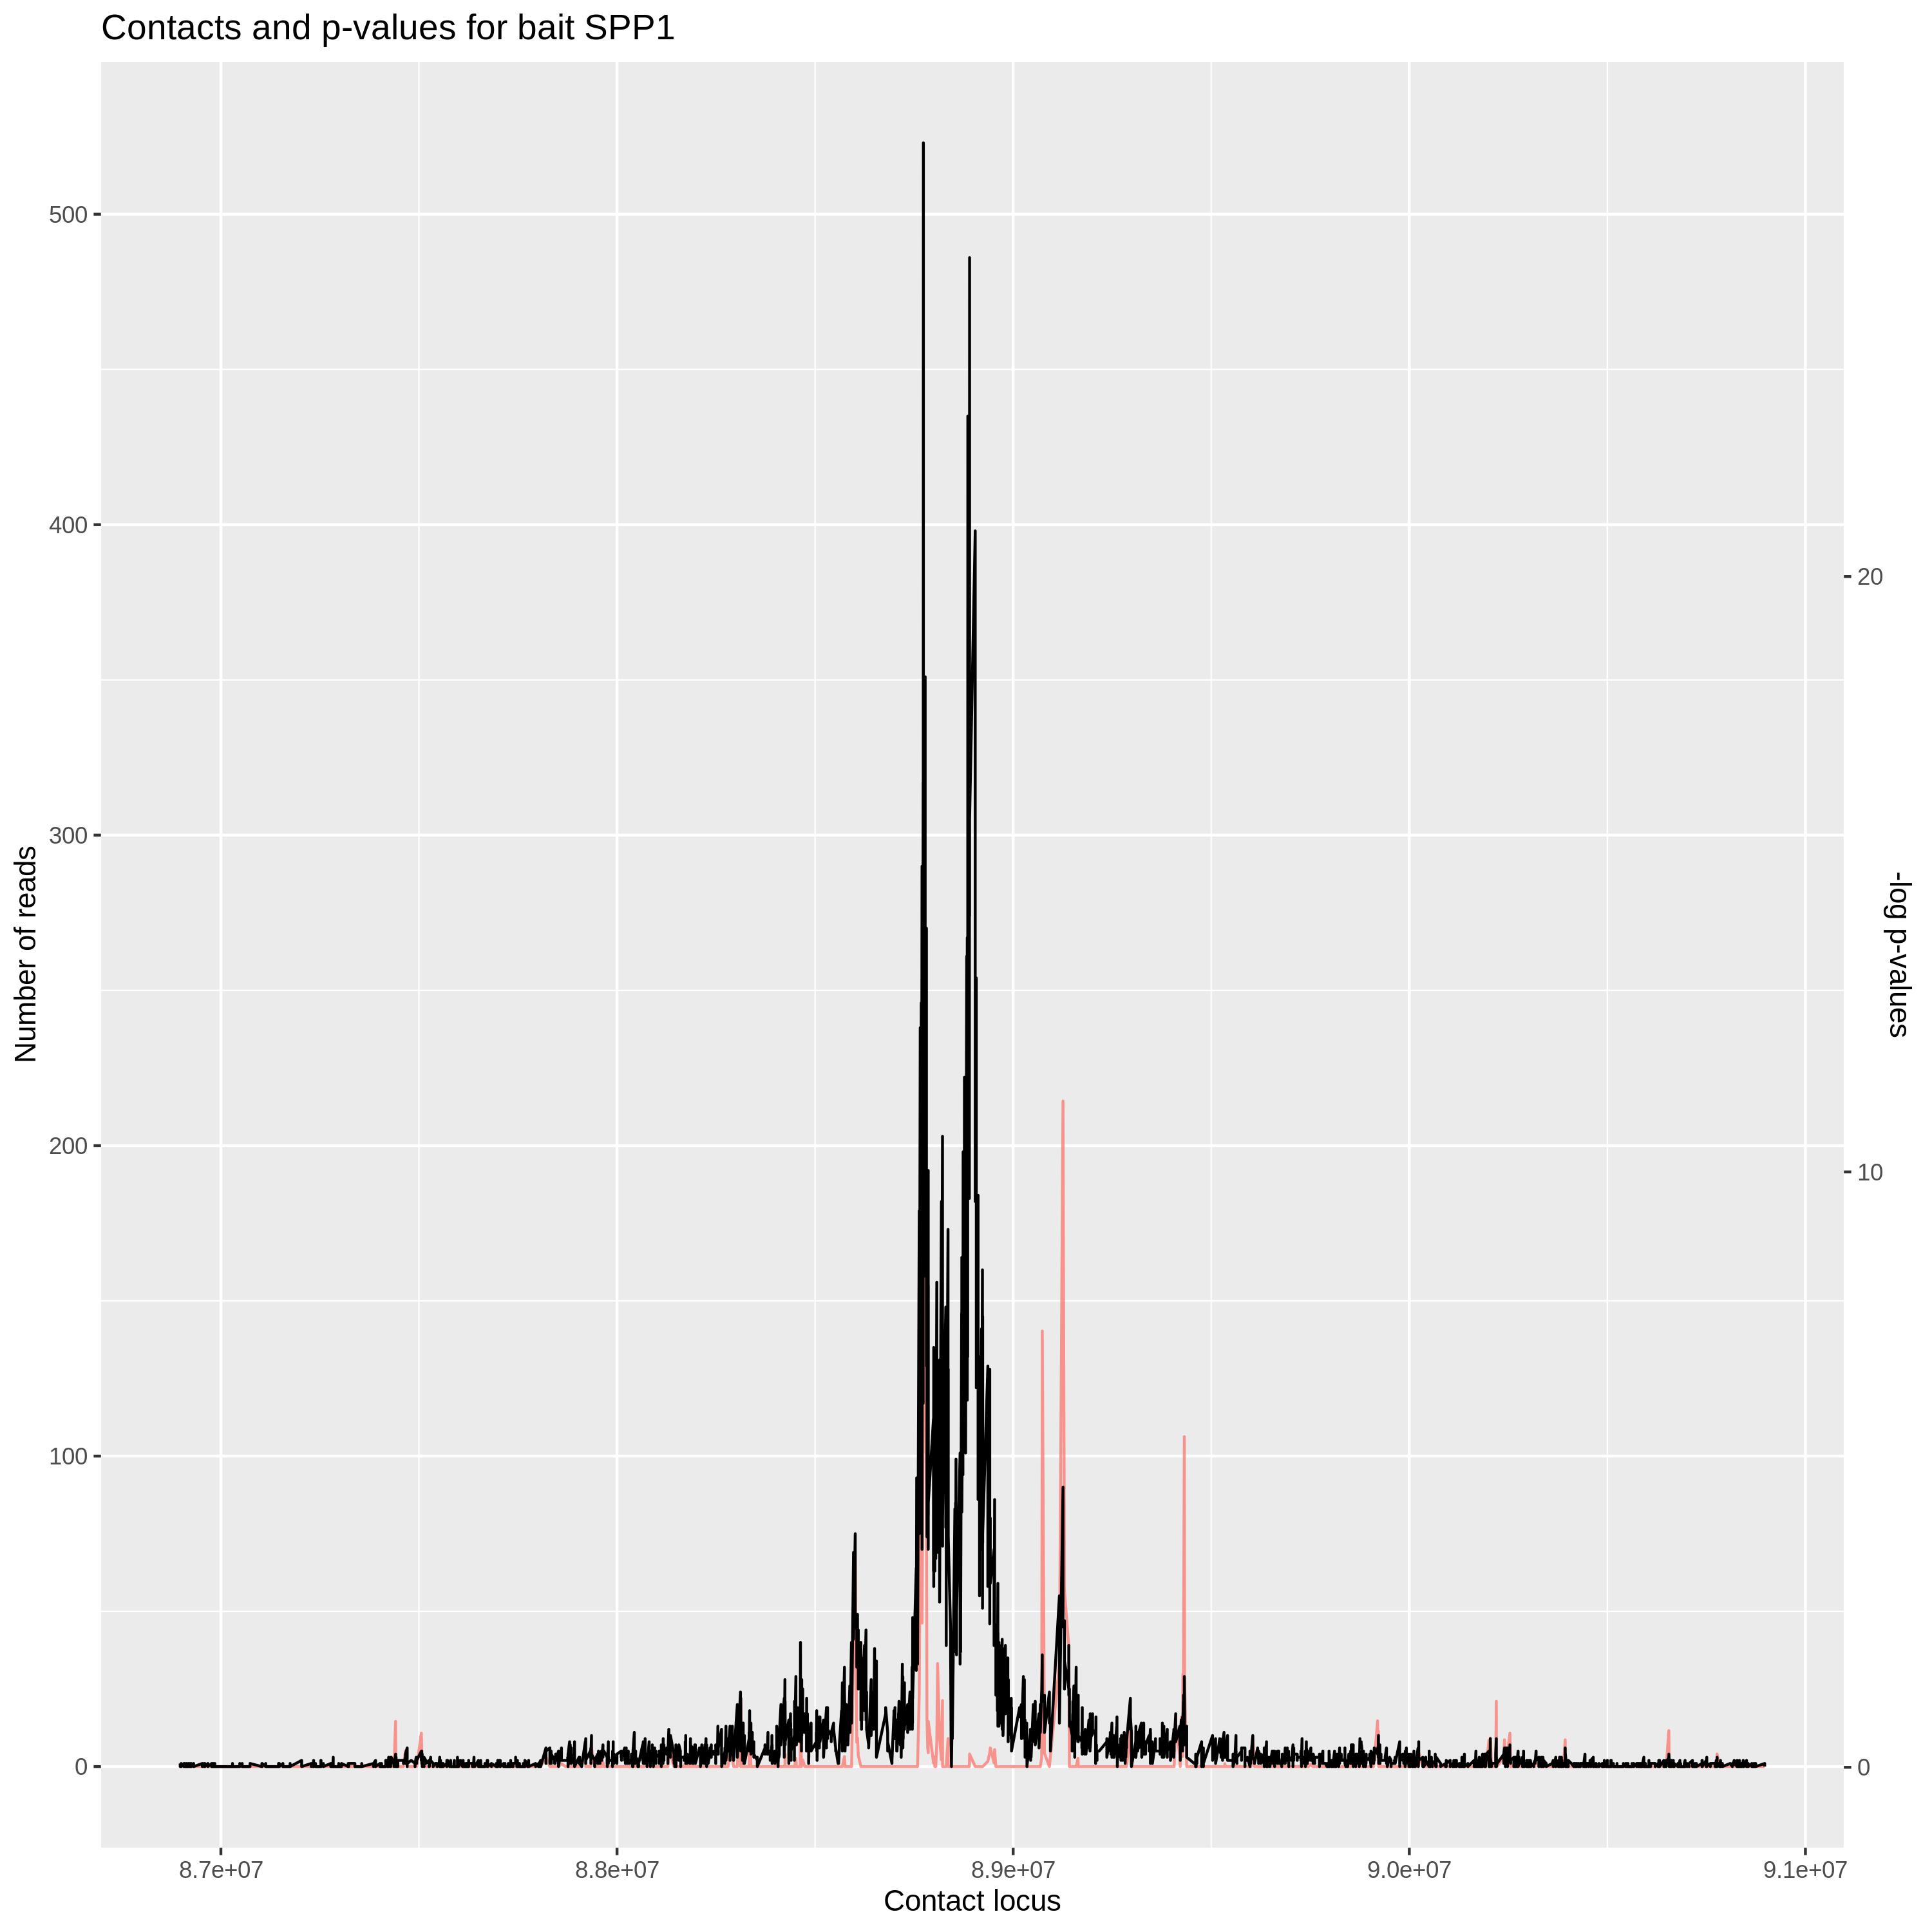 Contacts and p-values for bait SPP1
Number of reads
500
400
300
200
100
0
20
10
0
-log p-values
8.7e+07 8.8e+07 8.9e+07 9.0e+07 9.1e+07
Contact locus